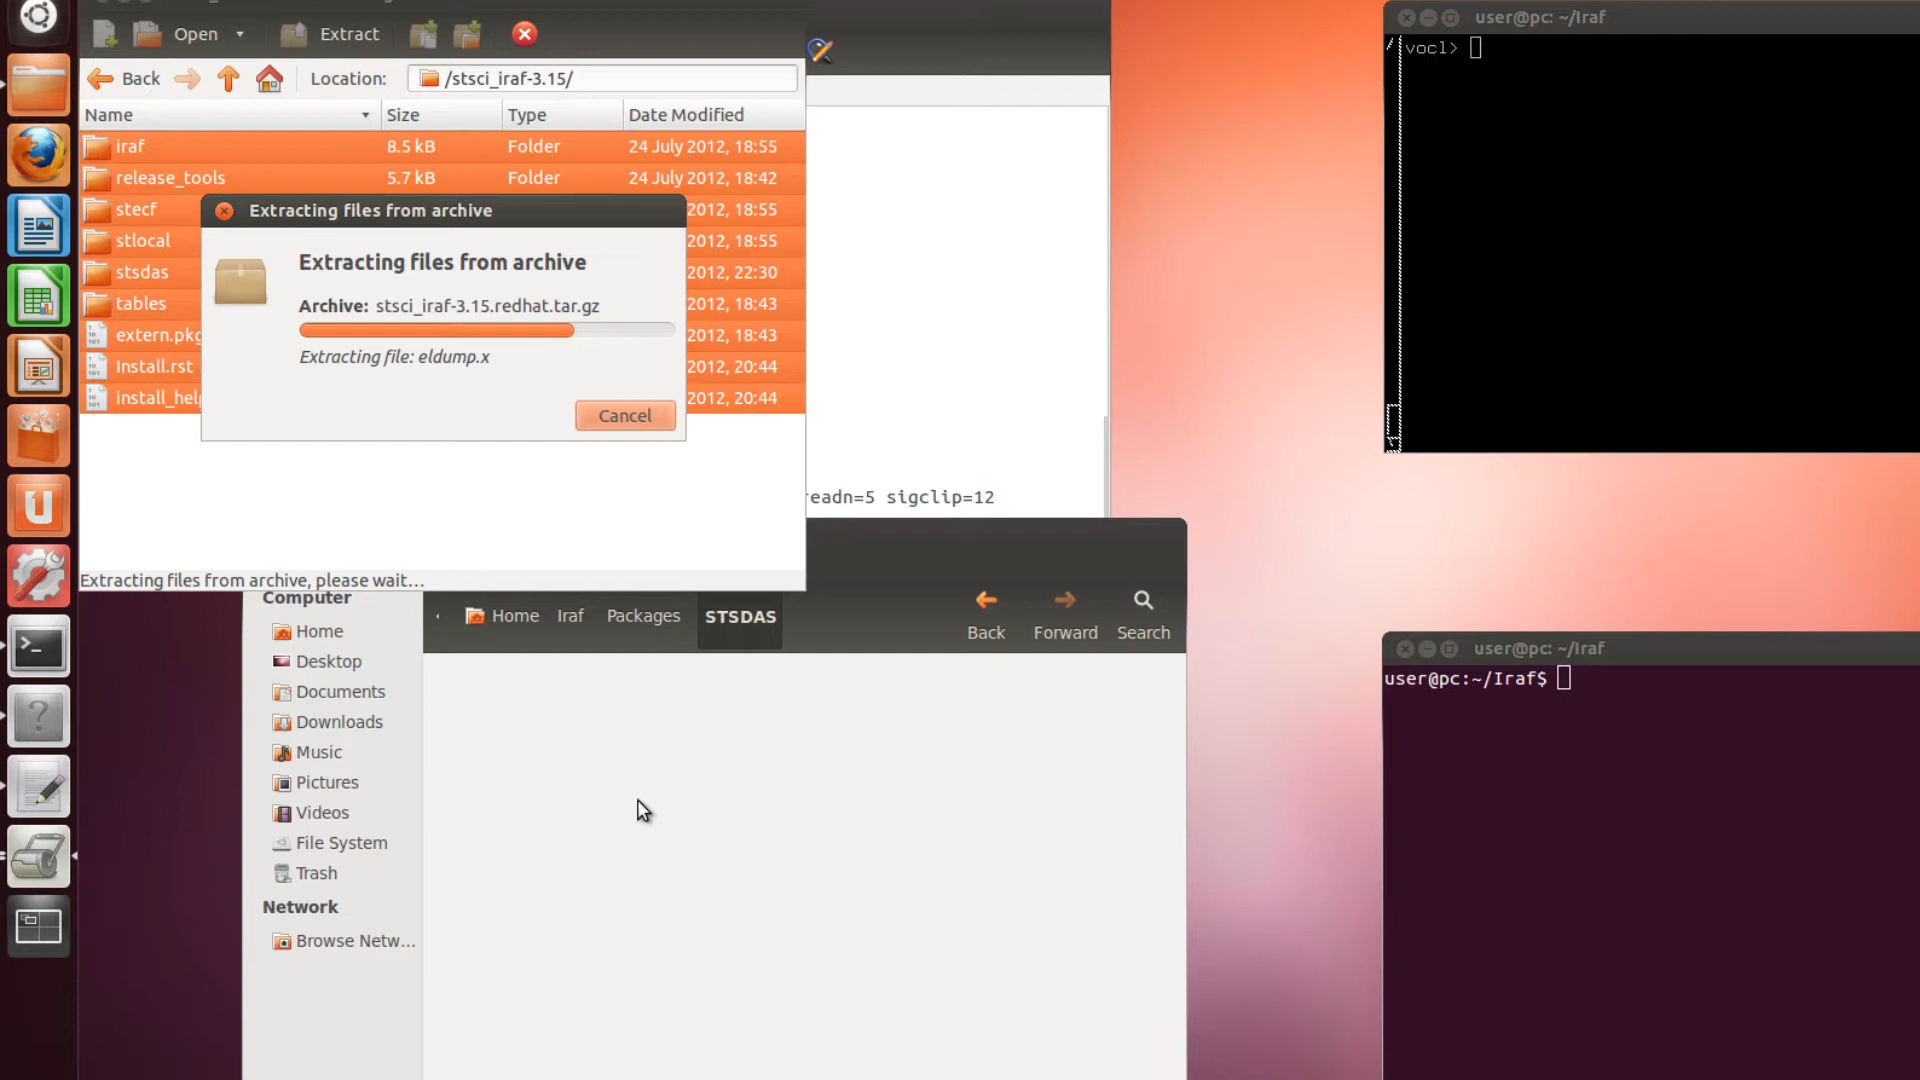 Open
Extract
Back
Location:
/stsci_iraf-3.15/
Name
Size
Type
Date Modified
iraf
8.5 kB
Folder
24 July 2012, 18:55
release_tools
5.7 kB
Folder
24 July 2012, 18:42
stecf
2012, 18:55
stlocal
2012, 18:55
stsdas
2012, 22:30
tables
2012, 18:43
extern.pkg
2012, 18:43
Install.rst
2012, 20:44
install_help
2012, 20:44
Extracting files from archive
Extracting files from archive
Archive: stsci_iraf-3.15.redhat.tar.gz
Extracting file: eldump.x
Cancel
Extracting files from archive, please wait...
readn=5 sigclip=12
Computer
Home
Desktop
Documents
Downloads
Music
Pictures
Videos
File System
Trash
Network
Browse Netw...
Home
Iraf
Packages
STSDAS
Back
Forward
Search
user@pc: ~/Iraf
vocl>
user@pc: ~/Iraf
user@pc:~/Iraf$